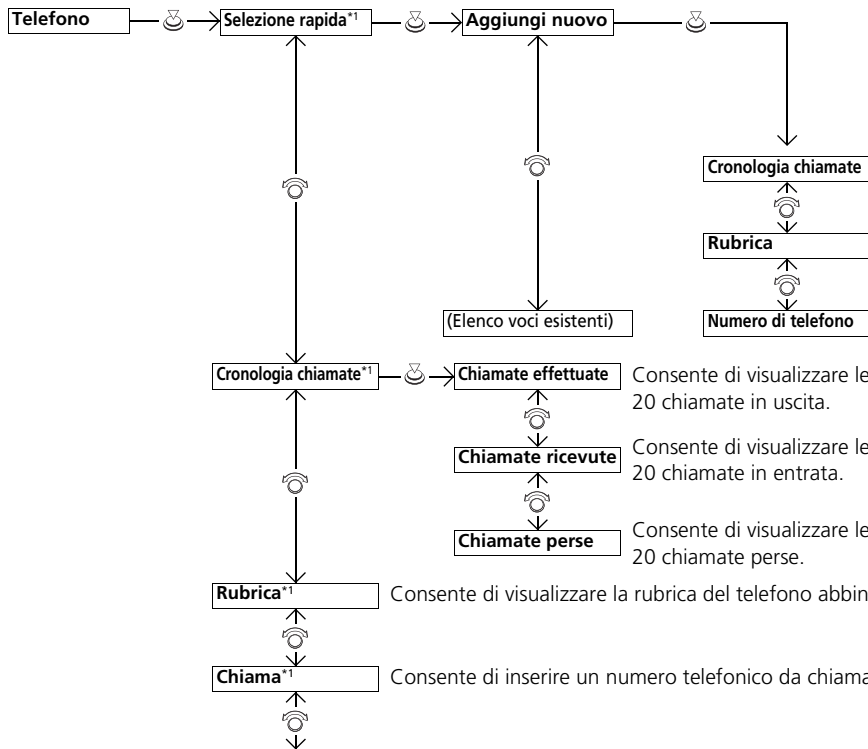 Telefono
Selezione rapida*1
Aggiungi nuovo
Cronologia chiamate
Rubrica
Numero di telefono
(Elenco voci esistenti)
Cronologia chiamate*1
Chiamate effettuate
Consente di visualizzare le
20 chiamate in uscita.
Chiamate ricevute
Consente di visualizzare le
20 chiamate in entrata.
Chiamate perse
Consente di visualizzare le
20 chiamate perse.
Rubrica*1
Consente di visualizzare la rubrica del telefono abbin
Chiama*1
Consente di inserire un numero telefonico da chiama